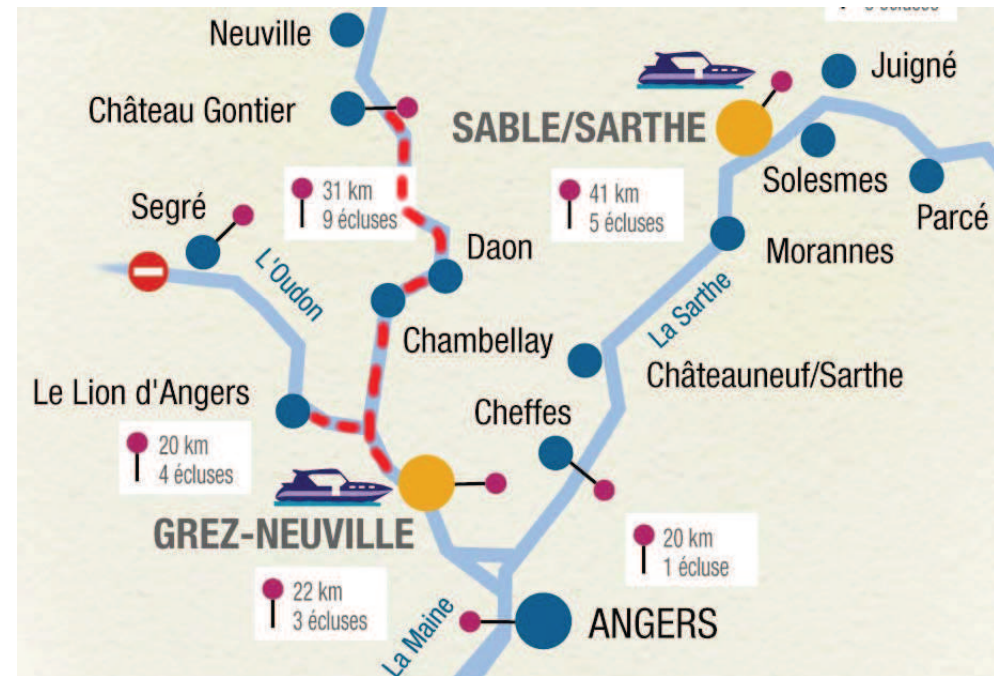 Neuville
écluses
Juigné
Château Gontier
SABLE/SARTHE
31 km
9 écluses
41 km
5 écluses
Solesmes
Segré
Parcé
Daon
Morannes
L'Oudon
La Sarthe
Chambellay
Châteauneuf/Sarthe
Le Lion d'Angers
Cheffes
20 km
4 écluses
GREZ-NEUVILLE
20 km
1 écluse
22 km
3 écluses
La Maine
ANGERS